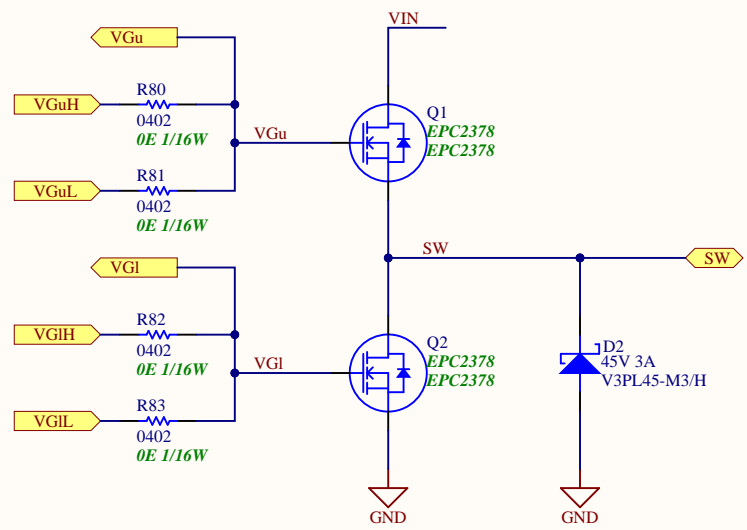 VIN
VGu
R80
VGuH
0402
0E 1/16W
VGu
Q1
EPC2378
EPC2378
R81
VGuL
0402
0E 1/16W
SW
SW
VGl
R82
VGlH
0402
0E 1/16W
VGl
Q2
EPC2378
EPC2378
D2
45V 3A
V3PL45-M3/H
R83
VGlL
0402
0E 1/16W
GND
GND